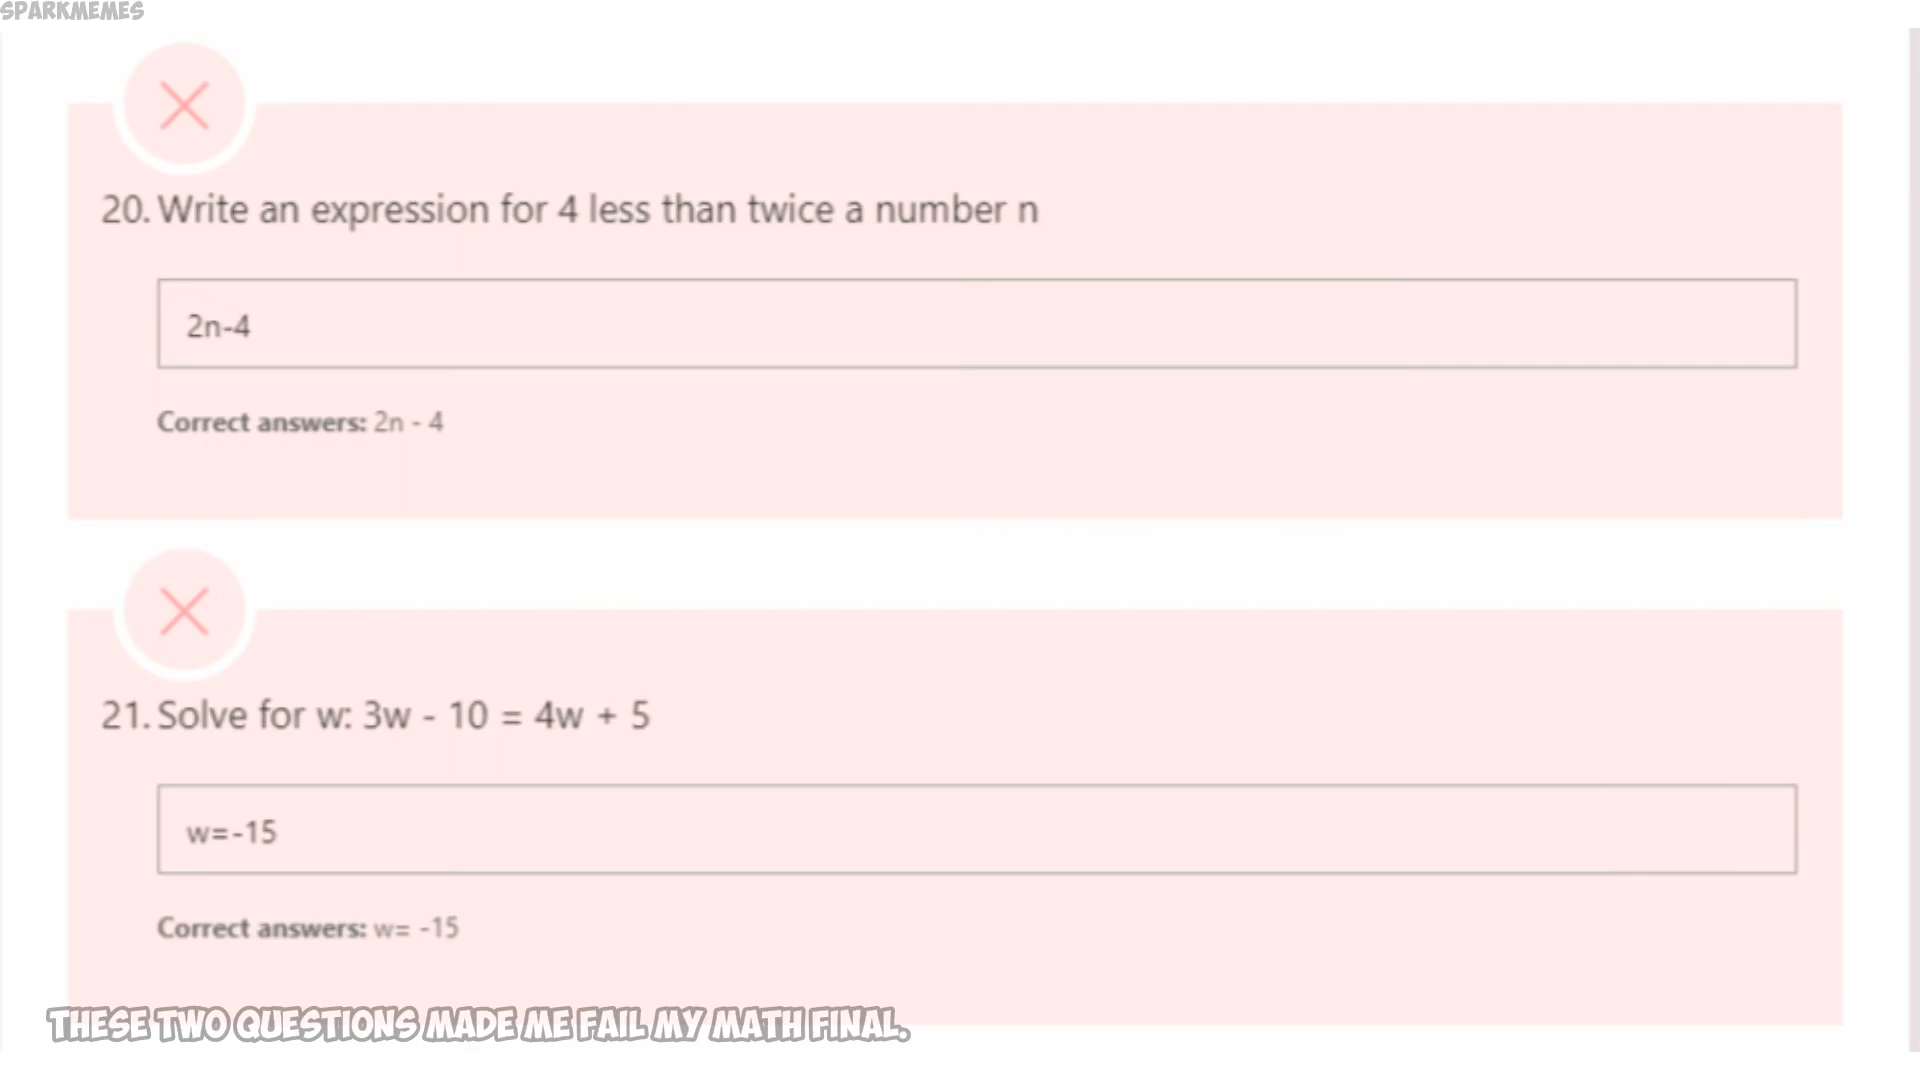 SPARKMEMES
20. Write an expression for 4 less than twice a number n
2n-4
Correct answers: 2n - 4
21. Solve for w: 3w - 10 = 4w + 5
w=-15
Correct answers: w= -15
THESE TWO QUESTIONS MADE ME FAIL MY MATH FINAL.